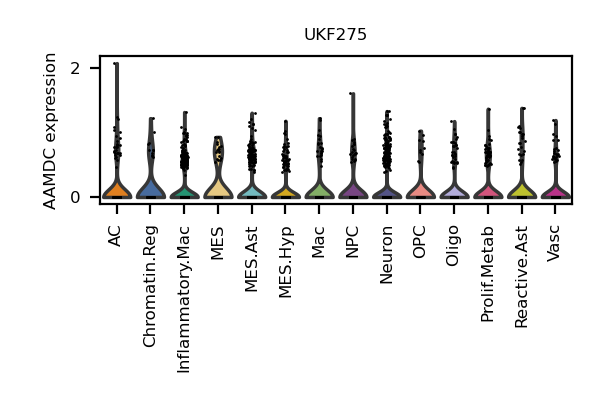 UKF275
AAMDC expression
2
0
AC
Chromatin.Reg
Inflammatory.Mac
MES
MES.Ast
MES.Hyp
Mac
NPC
Neuron
OPC
Oligo
Prolif.Metab
Reactive.Ast
Vasc